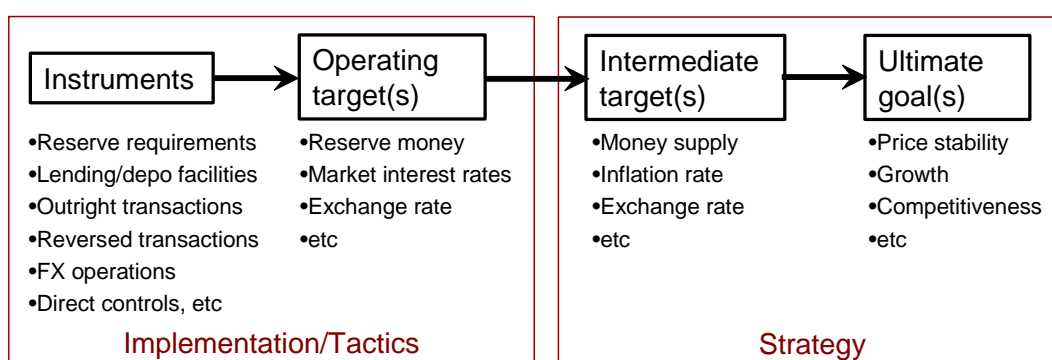 Instruments
Operating
target(s)
Intermediate
target(s)
Ultimate
goal(s)
•Reserve requirements
•Lending/depo facilities
•Outright transactions
•Reversed transactions
•FX operations
•Direct controls, etc
•Reserve money
•Market interest rates
•Exchange rate
•etc
•Money supply
•Inflation rate
•Exchange rate
•etc
•Price stability
•Growth
•Competitiveness
•etc
Implementation/Tactics
Strategy